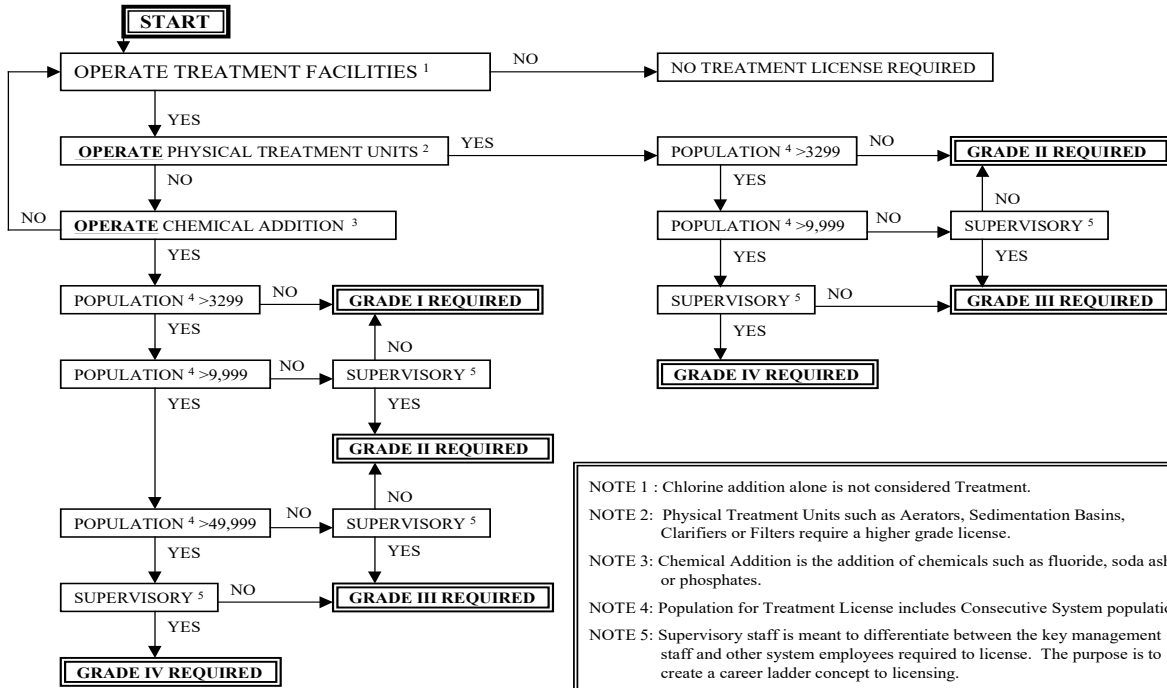 START
OPERATE TREATMENT FACILITIES 1
NO
NO TREATMENT LICENSE REQUIRED
YES
OPERATE PHYSICAL TREATMENT UNITS 2
YES
POPULATION 4 >3299
NO
GRADE II REQUIRED
NO
YES
NO
NO
OPERATE CHEMICAL ADDITION 3
POPULATION 4 >9,999
NO
SUPERVISORY 5
YES
YES
YES
POPULATION 4 >3299
NO
GRADE I REQUIRED
SUPERVISORY 5
NO
GRADE III REQUIRED
YES
NO
YES
POPULATION 4 >9,999
NO
SUPERVISORY 5
GRADE IV REQUIRED
YES
YES
GRADE II REQUIRED
NO
POPULATION 4 >49,999
NO
SUPERVISORY 5
YES
YES
SUPERVISORY 5
NO
GRADE III REQUIRED
YES
GRADE IV REQUIRED
NOTE 1 : Chlorine addition alone is not considered Treatment.
NOTE 2: Physical Treatment Units such as Aerators, Sedimentation Basins,
Clarifiers or Filters require a higher grade license.
NOTE 3: Chemical Addition is the addition of chemicals such as fluoride, soda ash
or phosphates.
NOTE 4: Population for Treatment License includes Consecutive System
NOTE 5: Supervisory staff is meant to differentiate between the key management
staff and other system employees required to license. The purpose is to
create a career ladder concept to licensing.